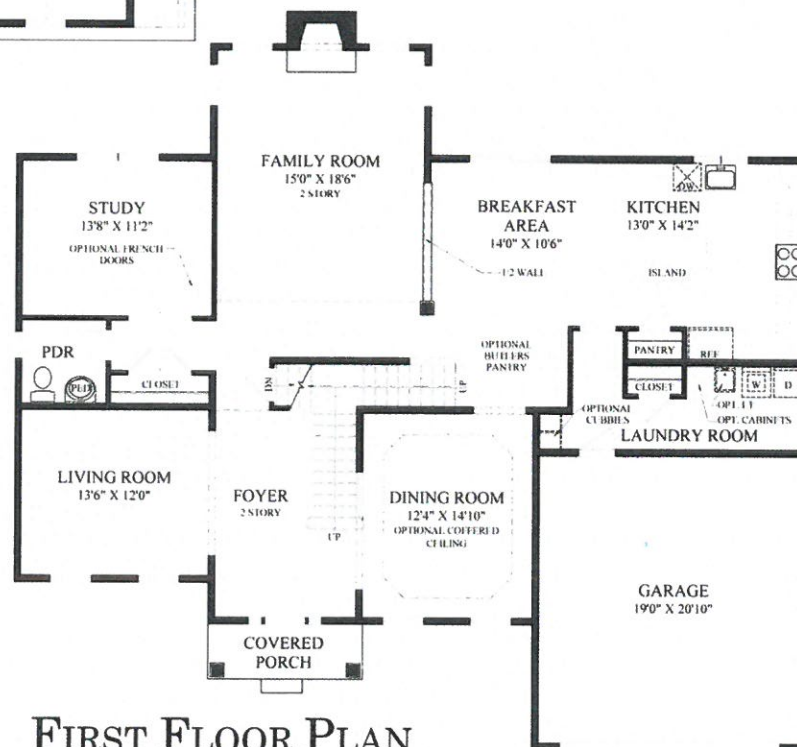 FAMILY ROOM
15'0" X 18'6"
2 STORY
STUDY
13'8" X 11'2"
OPTIONAL FRENCH
DOORS
BREAKFAST
AREA
14'0" X 10'6"
KITCHEN
13'0" X 14'2"
DW
1/2 WALL
ISLAND
PDR
OPTIONAL
BUTLERS
PANTRY
PANTRY
REF
CLOSET
DN
UP
CLOSET
W
D
OPTIONAL
CUBBIES
OPT. CABINETS
LAUNDRY ROOM
LIVING ROOM
13'6" X 12'0"
FOYER
2 STORY
UP
DINING ROOM
12'4" X 14'10"
OPTIONAL COFFERED
CEILING
GARAGE
19'0" X 20'10"
COVERED
PORCH
FIRST FLOOR PLAN